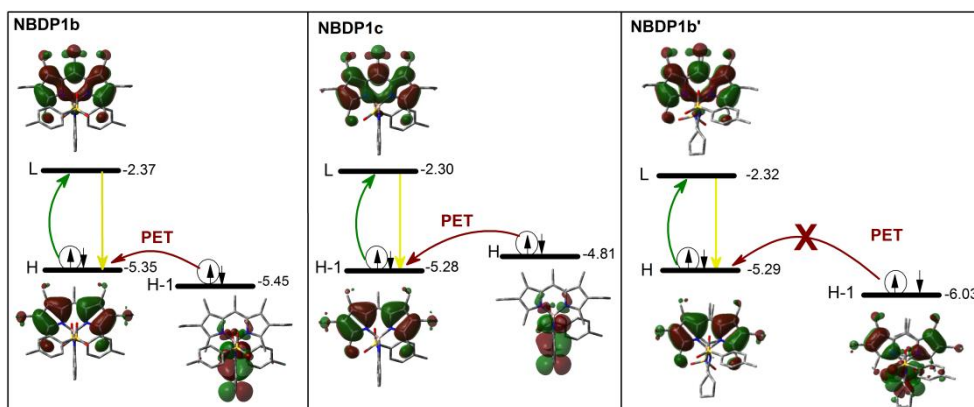 NBDP1b
L
-2.37
PET
H
-5.35
H-1
-5.45
NBDP1c
L
-2.30
PET
H
-4.81
H-1
-5.28
NBDP1b'
L
-2.32
X
PET
H
-5.29
H-1
-6.03